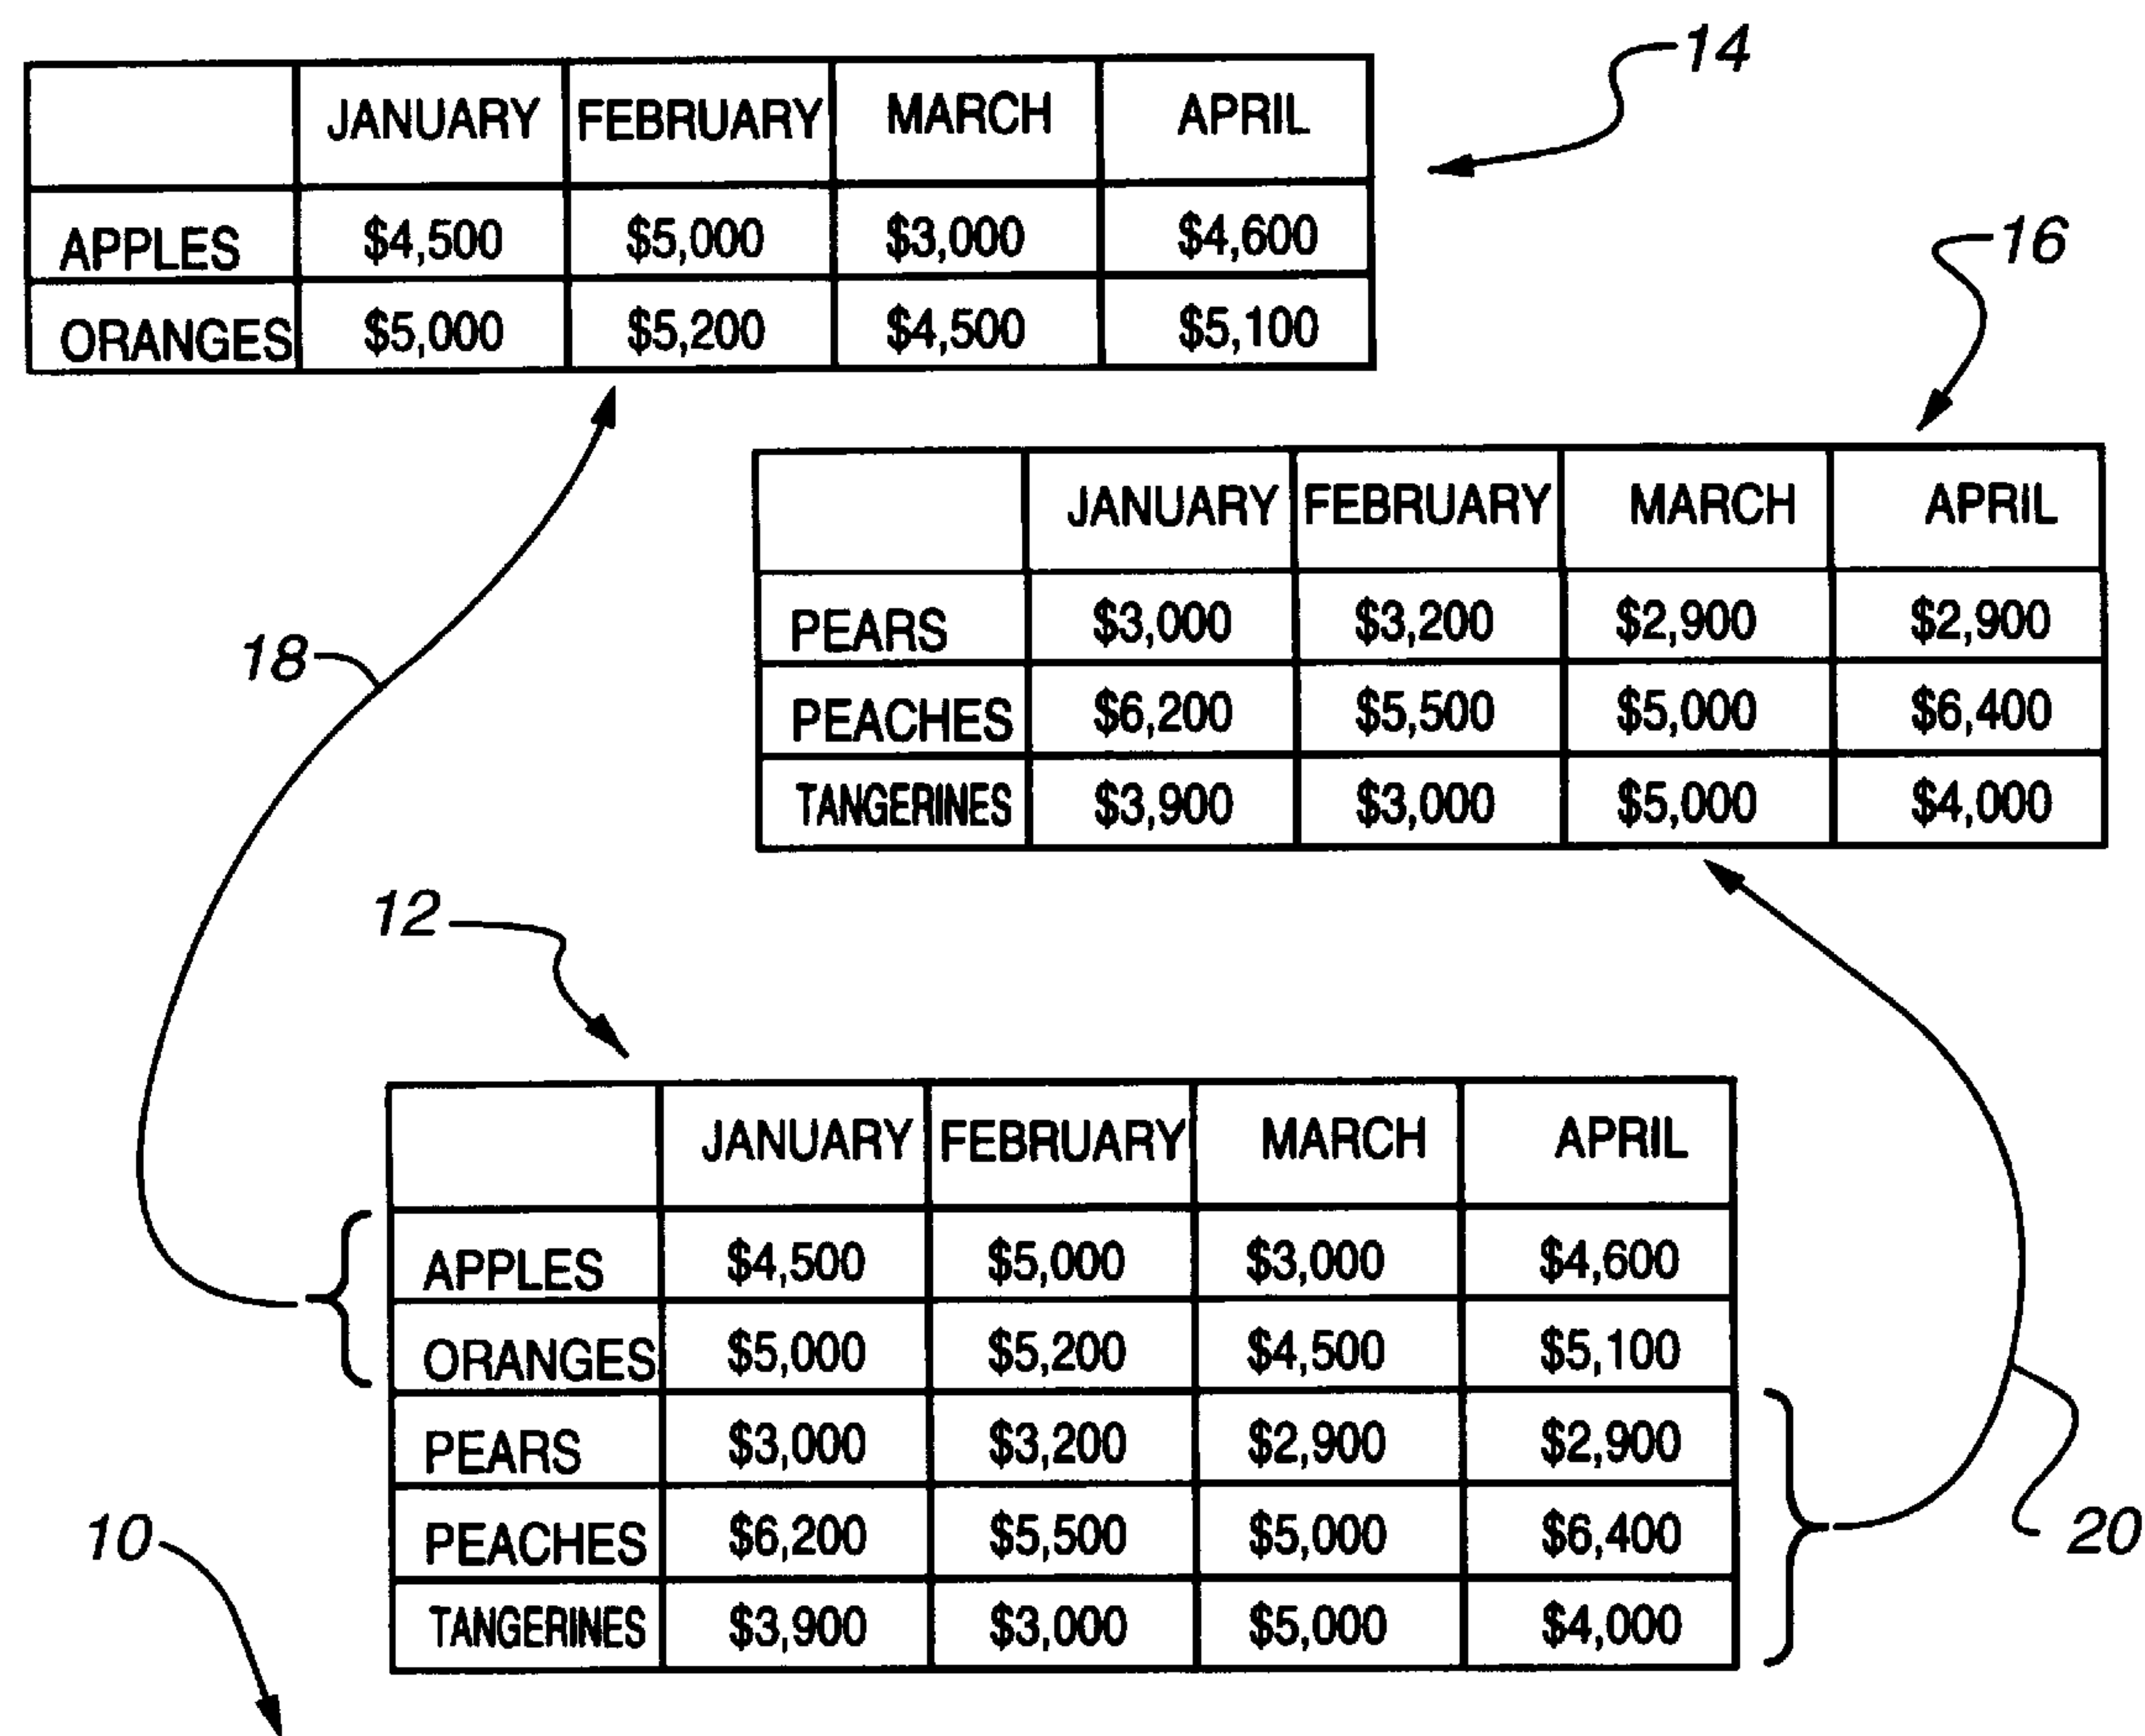 14
JANUARY FEBRUARY MARCH APRIL
APPLES $4,500 $5,000 $3,000 $4,600
ORANGES $5,000 $5,200 $4,500 $5,100
16
JANUARY FEBRUARY MARCH APRIL
PEARS $3,000 $3,200 $2,900 $2,900
PEACHES $6,200 $5,500 $5,000 $6,400
TANGERINES $3,900 $3,000 $5,000 $4,000
18
12
JANUARY FEBRUARY MARCH APRIL
APPLES $4,500 $5,000 $3,000 $4,600
ORANGES $5,000 $5,200 $4,500 $5,100
PEARS $3,000 $3,200 $2,900 $2,900
PEACHES $6,200 $5,500 $5,000 $6,400
TANGERINES $3,900 $3,000 $5,000 $4,000
10
20